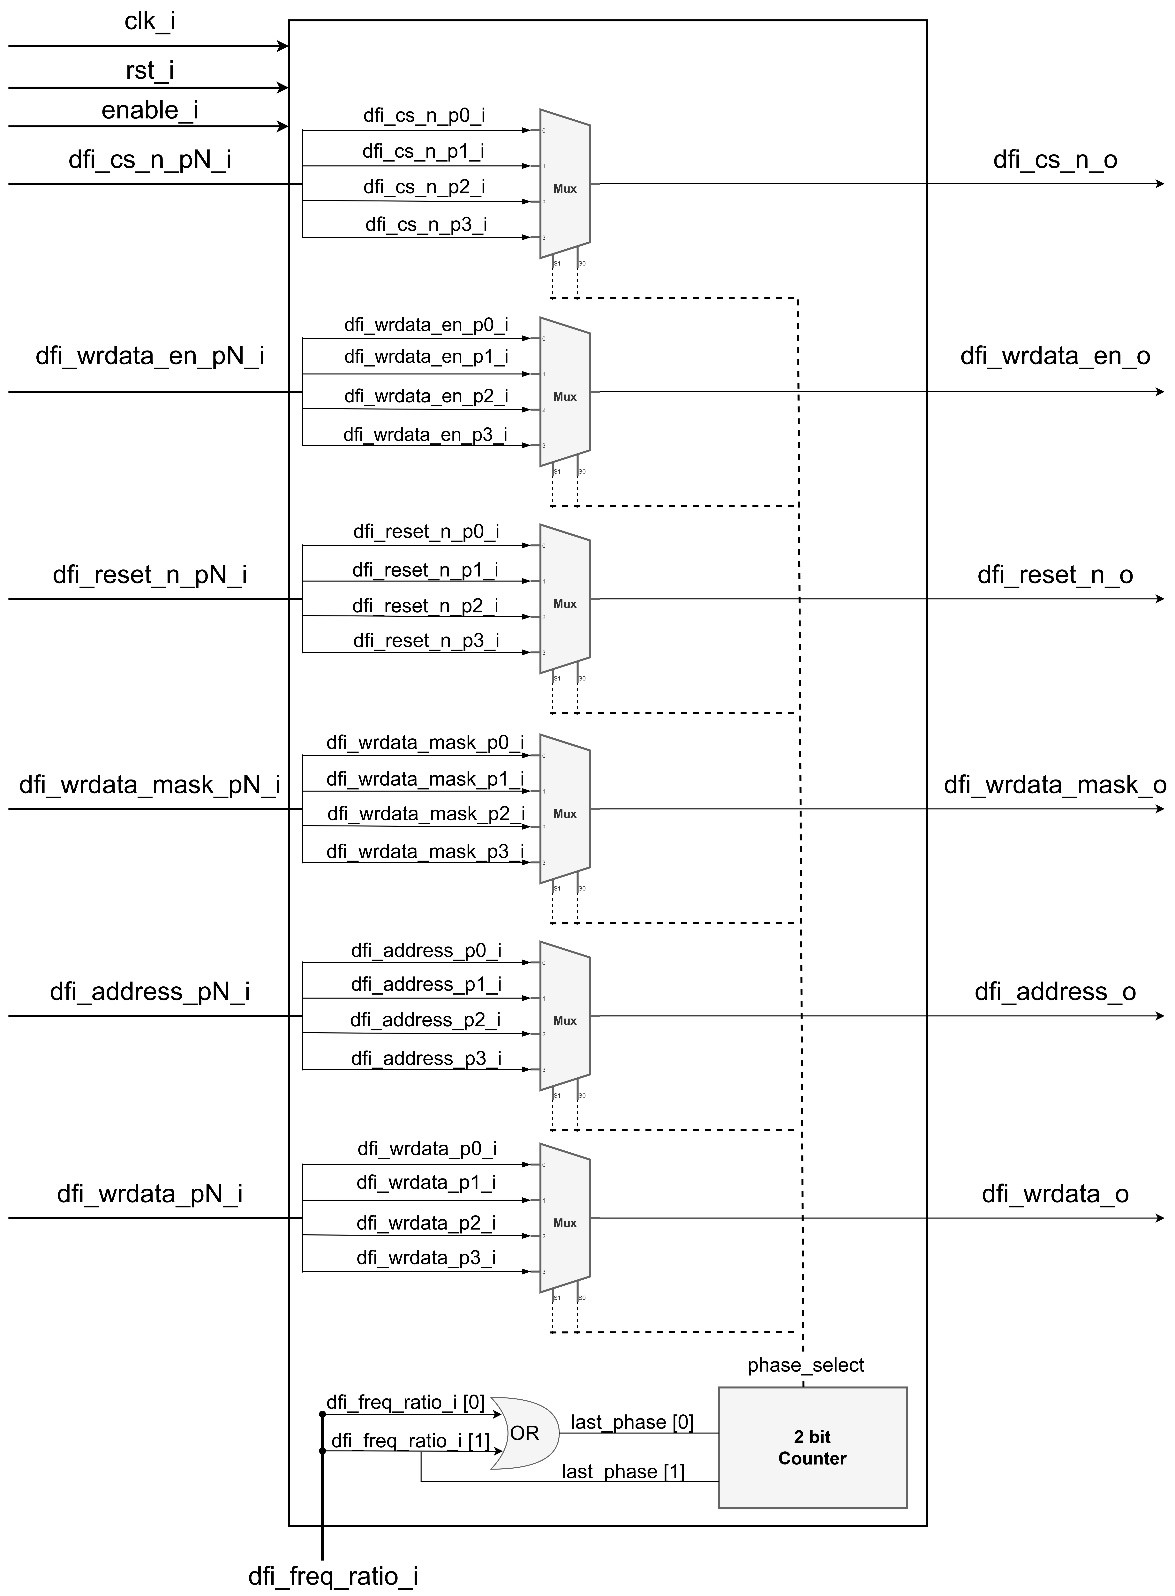 clk_i
rst_i
enable_i
dfi_cs_n_pN_i
dfi_cs_n_p0_i
dfi_cs_n_p1_i
dfi_cs_n_p2_i
dfi_cs_n_p3_i
Mux
dfi_cs_n_o
dfi_wrdata_en_pN_i
dfi_wrdata_en_p0_i
dfi_wrdata_en_p1_i
dfi_wrdata_en_p2_i
dfi_wrdata_en_p3_i
Mux
dfi_wrdata_en_o
dfi_reset_n_pN_i
dfi_reset_n_p0_i
dfi_reset_n_p1_i
dfi_reset_n_p2_i
dfi_reset_n_p3_i
Mux
dfi_reset_n_o
dfi_wrdata_mask_pN_i
dfi_wrdata_mask_p0_i
dfi_wrdata_mask_p1_i
dfi_wrdata_mask_p2_i
dfi_wrdata_mask_p3_i
Mux
dfi_wrdata_mask_o
dfi_address_pN_i
dfi_address_p0_i
dfi_address_p1_i
dfi_address_p2_i
dfi_address_p3_i
Mux
dfi_address_o
dfi_wrdata_pN_i
dfi_wrdata_p0_i
dfi_wrdata_p1_i
dfi_wrdata_p2_i
dfi_wrdata_p3_i
Mux
dfi_wrdata_o
phase_select
dfi_freq_ratio_i [0]
dfi_freq_ratio_i [1]
OR
last_phase [0]
last_phase [1]
2 bit
Counter
dfi_freq_ratio_i